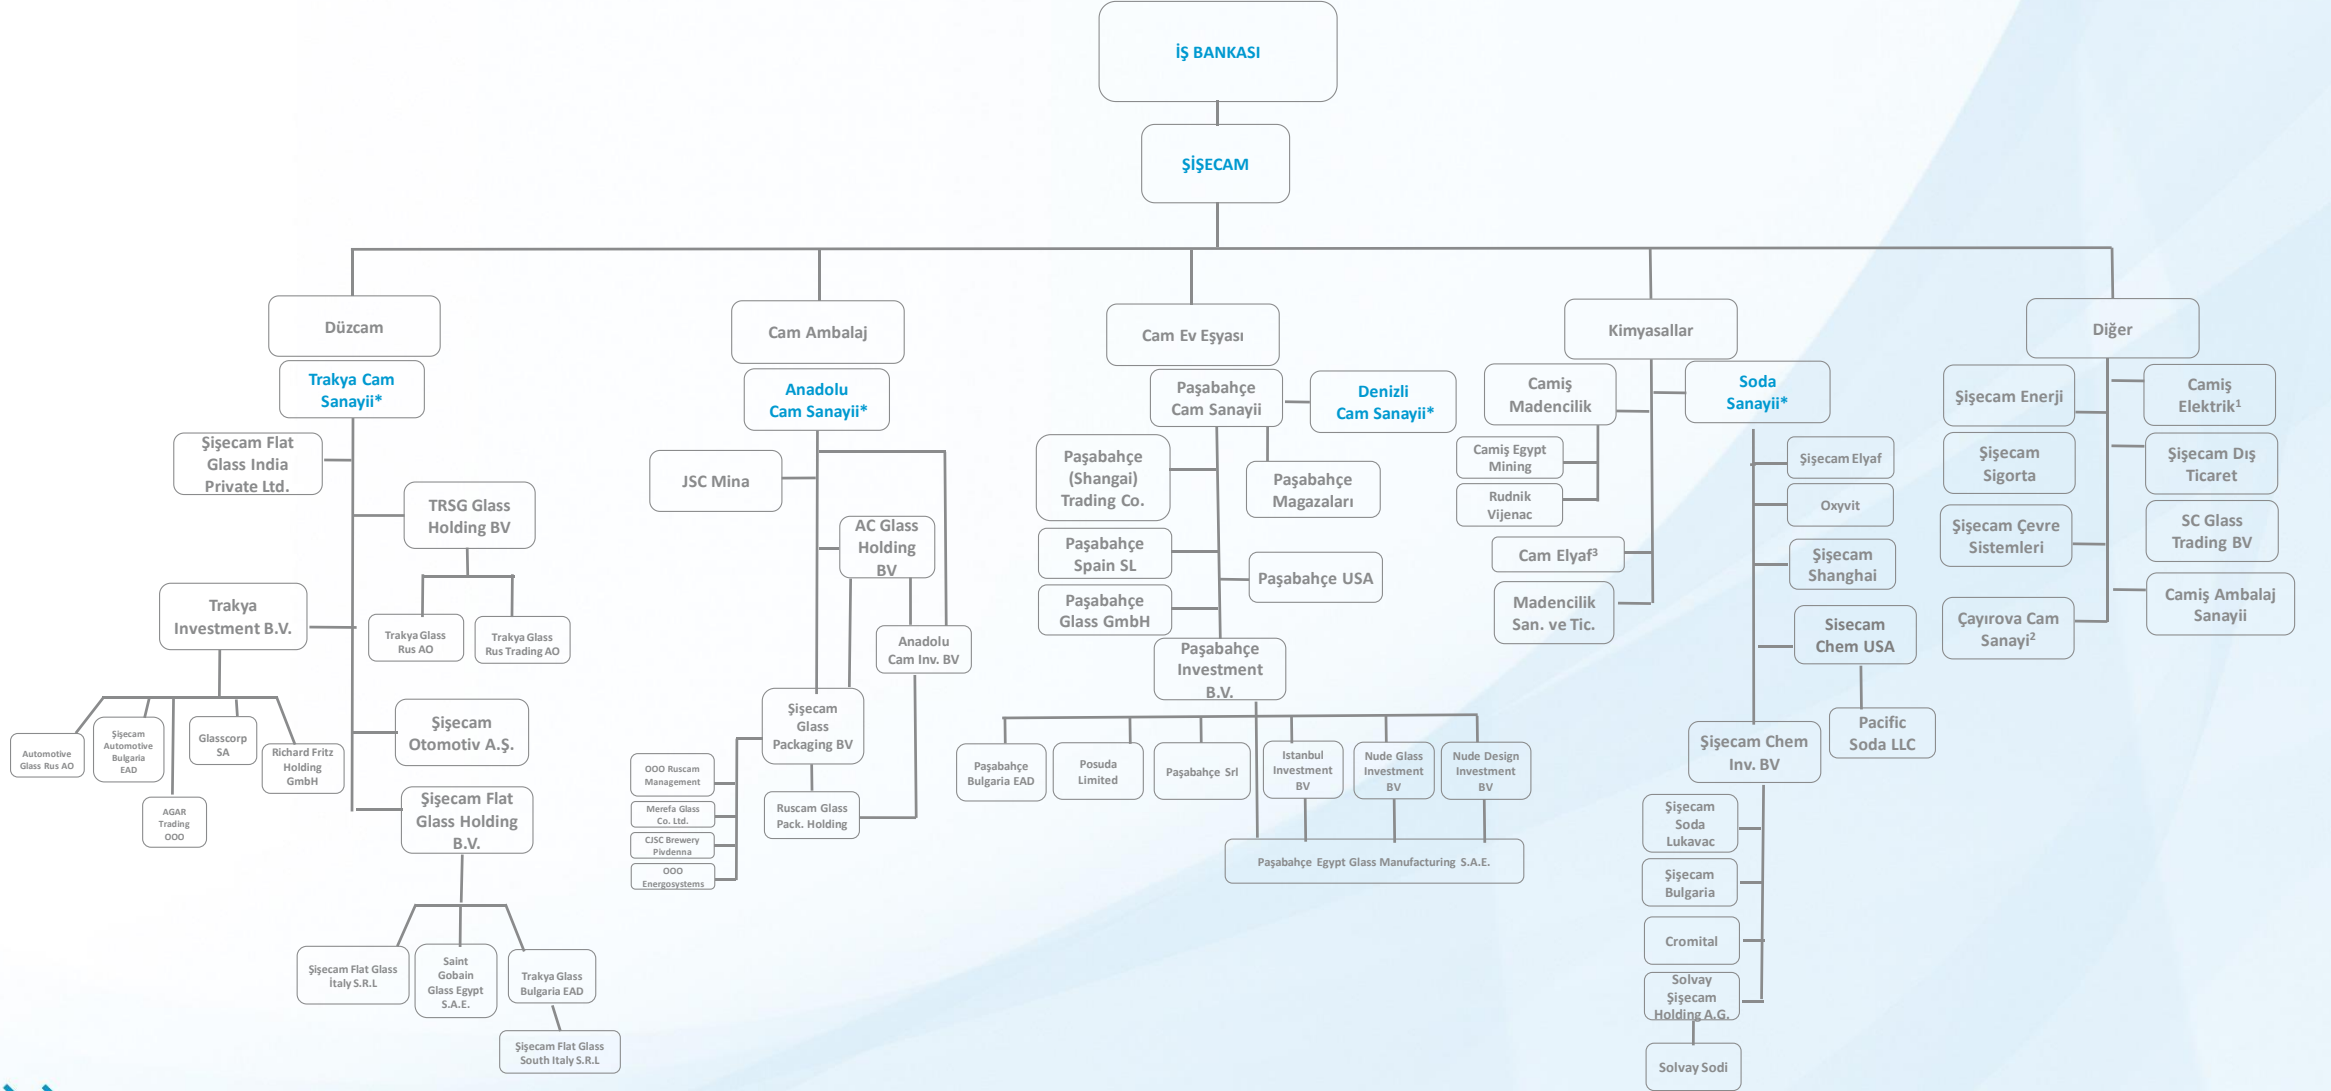 İŞ BANKASI
ŞİŞECAM
Düzcam
Trakya Cam
Sanayii*
Şişecam Flat
Glass India
Private Ltd.
TRSG Glass
Holding BV
Trakya Glass
Rus AO
Trakya Glass
Rus Trading AO
Trakya
Investment B.V.
Automotive
Glass Rus AO
Şişecam
Automotive
Bulgaria
EAD
AGAR
Trading
OOO
Glasscorp
SA
Richard Fritz
Holding
GmbH
Şişecam
Otomotiv A.Ş.
Şişecam Flat
Glass Holding
B.V.
Şişecam Flat Glass
İtaly S.R.L
Saint
Gobain
Glass Egypt
S.A.E.
Trakya Glass
Bulgaria EAD
Şişecam Flat Glass
South Italy S.R.L
Cam Ambalaj
Anadolu
Cam Sanayii*
JSC Mina
AC Glass
Holding
BV
Anadolu
Cam Inv. BV
Şişecam
Glass
Packaging BV
OOO Ruscam
Management
Merefa Glass
Co. Ltd.
CJSC Brewery
Pivdenna
OOO
Energosystems
Ruscam Glass
Pack. Holding
Cam Ev Eşyası
Paşabahçe
Cam Sanayii
Denizli
Cam Sanayii*
Paşabahçe
(Shangai)
Trading Co.
Paşabahçe
Magazaları
Paşabahçe
Spain SL
Paşabahçe USA
Paşabahçe
Glass GmbH
Paşabahçe
Investment
B.V.
Paşabahçe
Bulgaria EAD
Posuda
Limited
Paşabahçe Srl
Istanbul
Investment
BV
Nude Glass
Investment
BV
Nude Design
Investment
BV
Paşabahçe Egypt Glass Manufacturing S.A.E.
Kimyasallar
Camiş
Madencilik
Camiş Egypt
Mining
Rudnik
Vijenac
Cam Elyaf³
Madencilik
San. ve Tic.
Soda
Sanayii*
Şişecam Elyaf
Oxyvit
Şişecam
Shanghai
Sisecam
Chem USA
Pacific
Soda LLC
Şişecam Chem
Inv. BV
Şişecam
Soda
Lukavac
Şişecam
Bulgaria
Cromital
Solvay
Şişecam
Holding A.G.
Solvay Sodi
Diğer
Şişecam Enerji
Camiş
Elektrik¹
Şişecam
Sigorta
Şişecam Dış
Ticaret
Şişecam Çevre
Sistemleri
SC Glass
Trading BV
Çayırova Cam
Sanayi²
Camiş Ambalaj
Sanayii